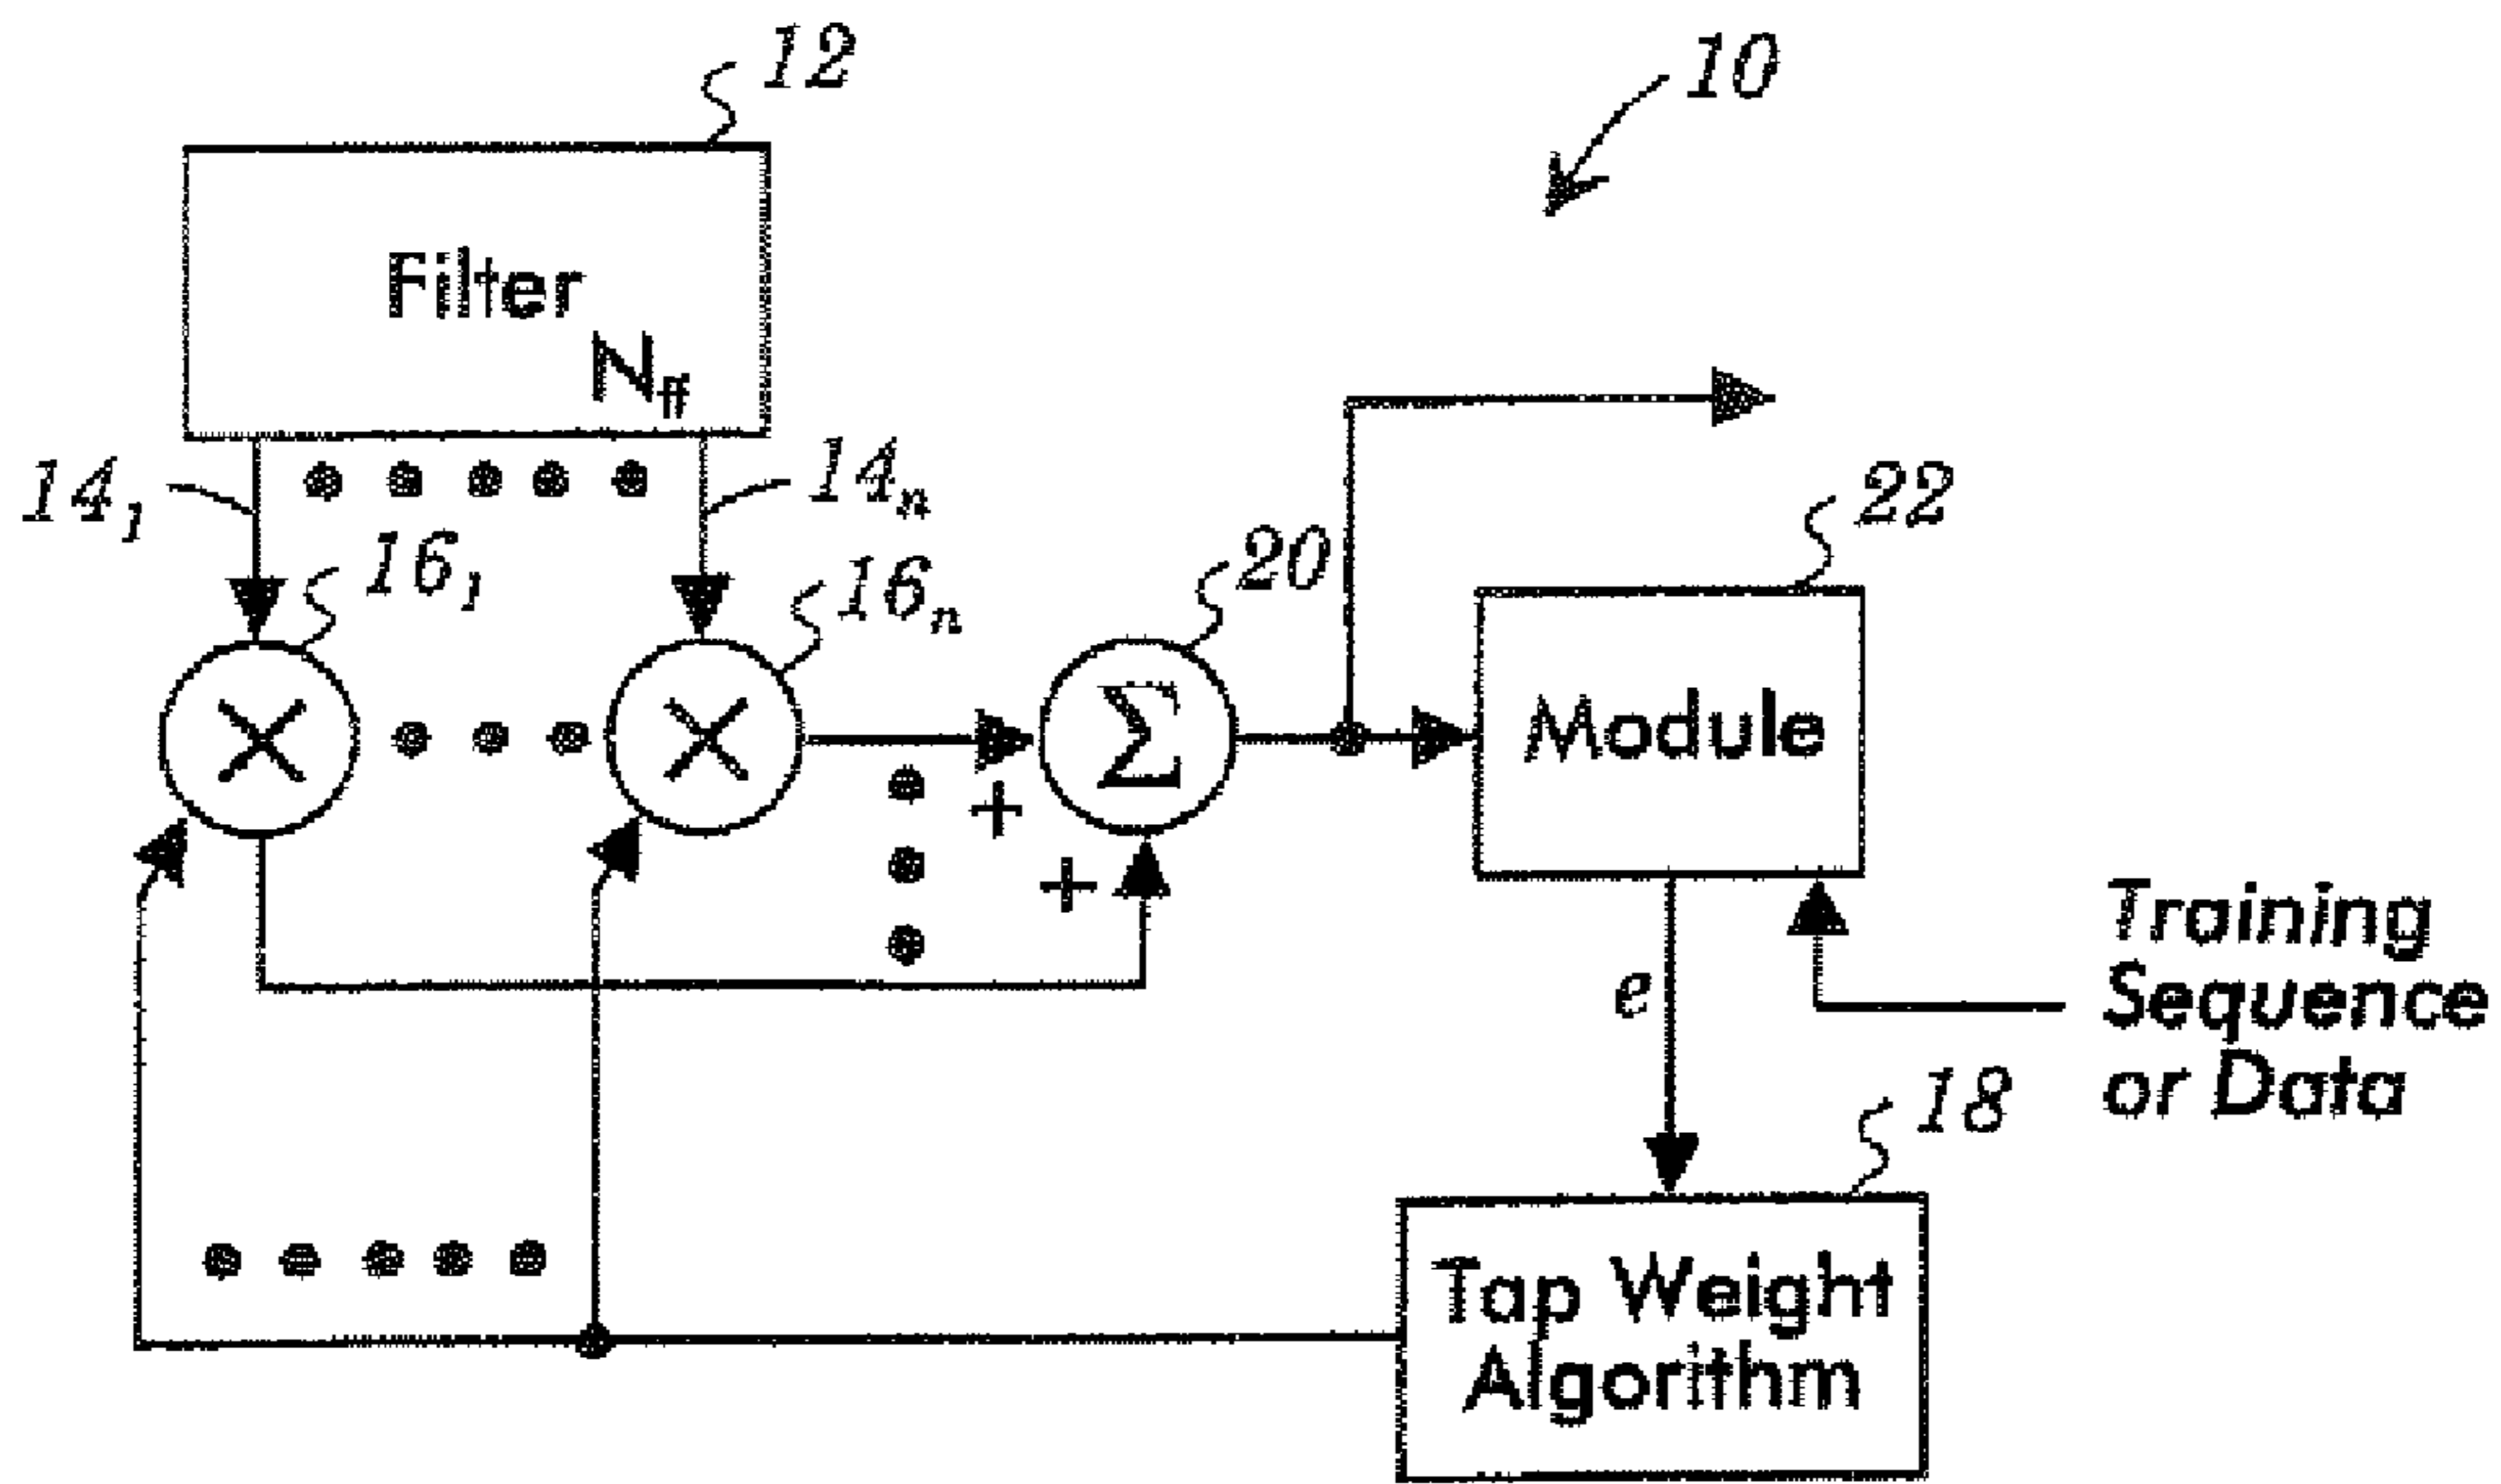 12
10
Filter
Nff
14₁
14ₙ
22
16₁
16ₙ
20
×
×
Σ
Module
+
+
Training
Sequence
or Data
e
18
Tap Weight
Algorithm